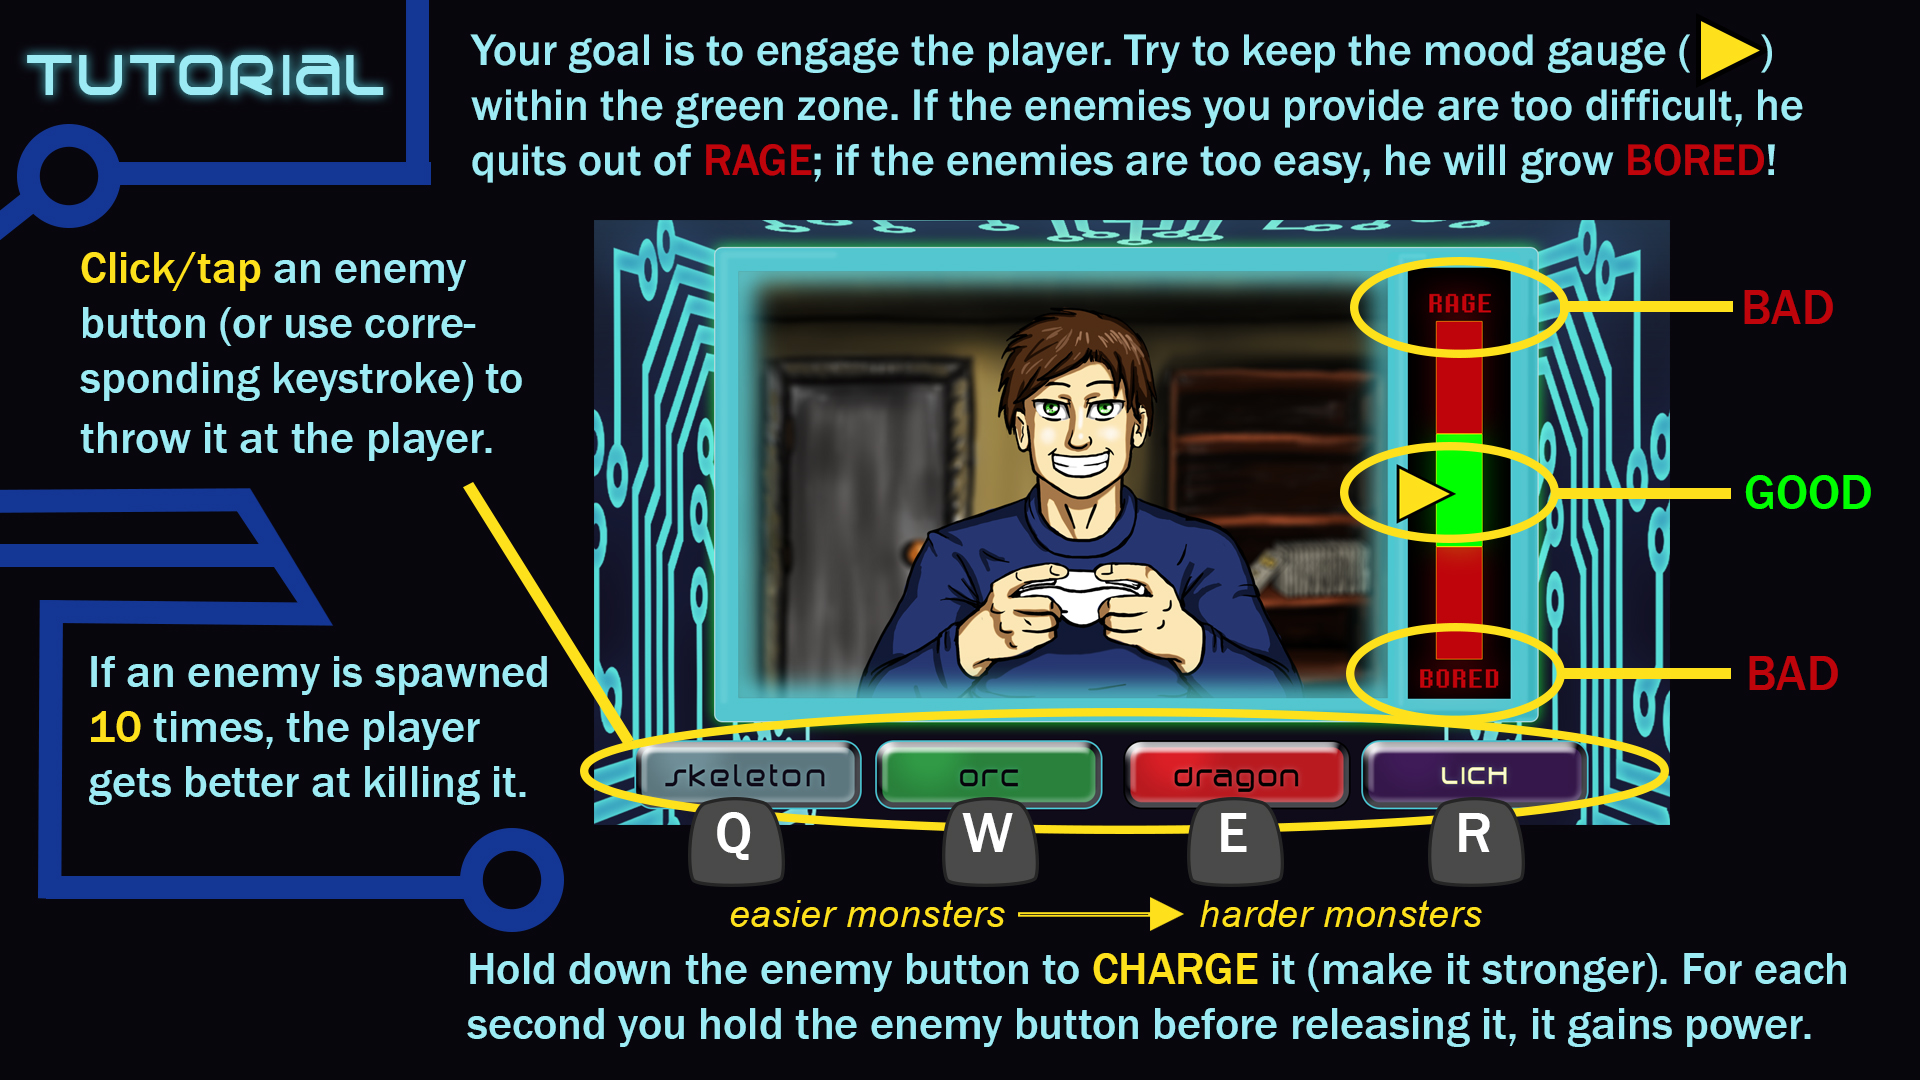 TUTORIAL
Your goal is to engage the player. Try to keep the mood gauge ( )
within the green zone. If the enemies you provide are too difficult, he
quits out of RAGE; if the enemies are too easy, he will grow BORED!
Click/tap an enemy
button (or use corre-
sponding keystroke) to
throw it at the player.
RAGE
BAD
GOOD
BORED
BAD
If an enemy is spawned
10 times, the player
gets better at killing it.
skeleton orc dragon LICH
Q W E R
easier monsters harder monsters
Hold down the enemy button to CHARGE it (make it stronger). For each
second you hold the enemy button before releasing it, it gains power.